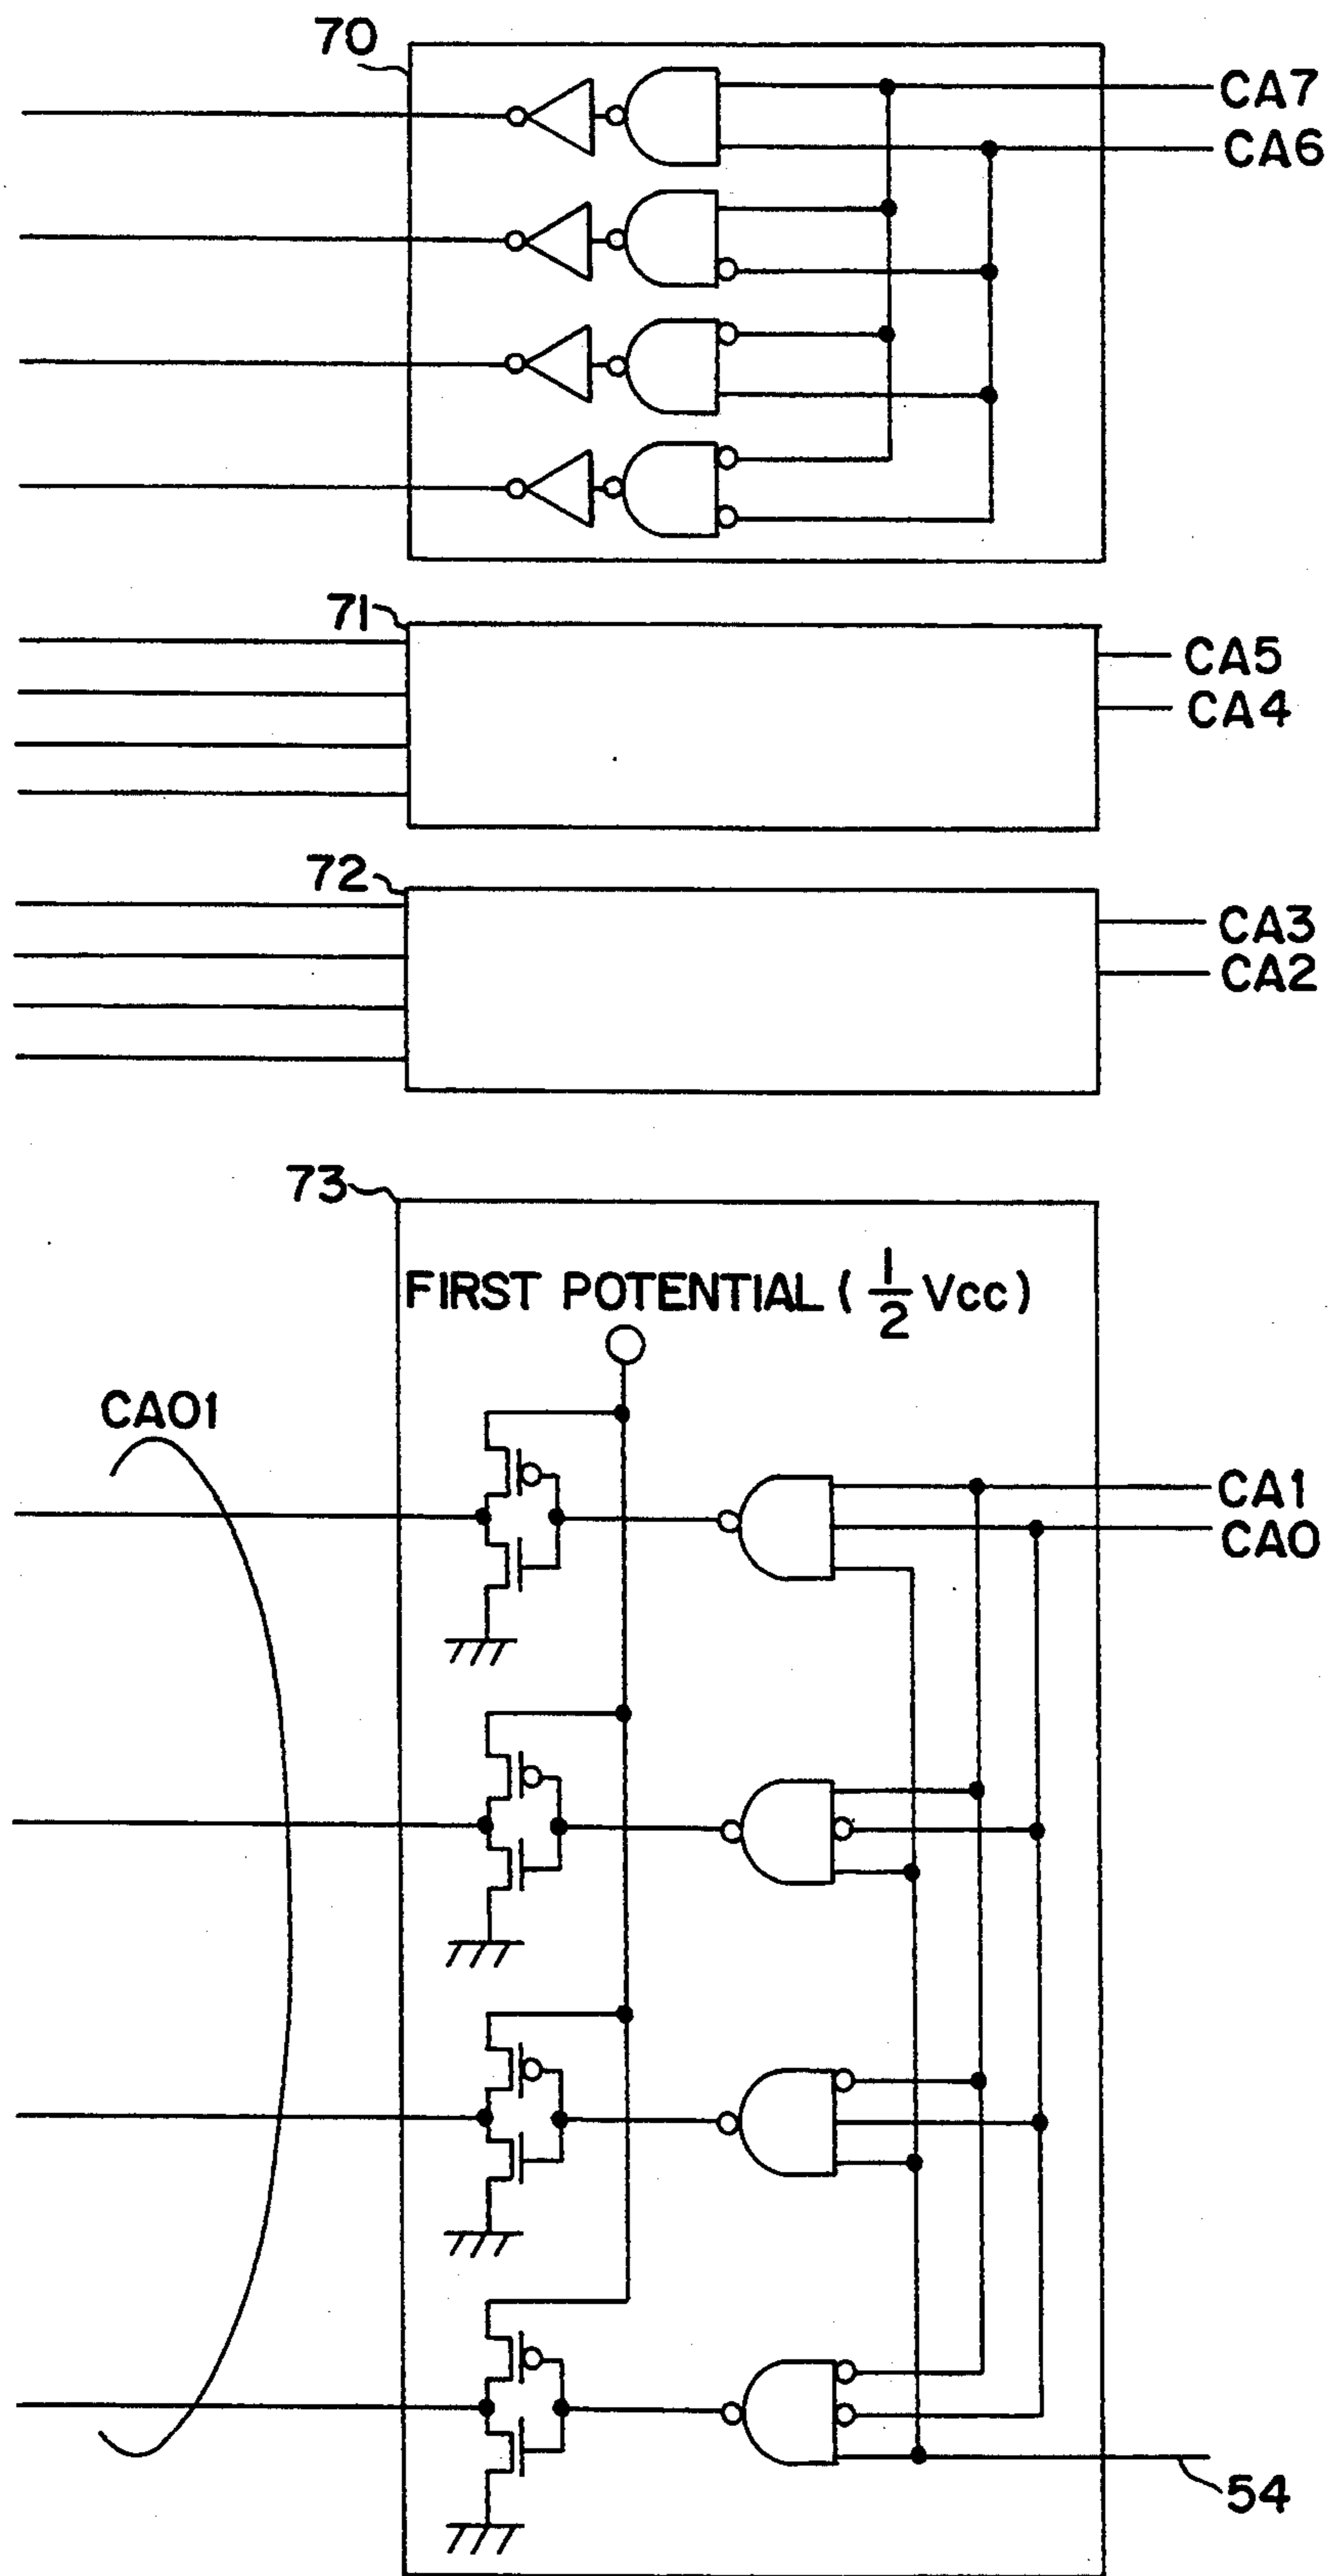 70
CA7
CA6
71
CA5
CA4
72
CA3
CA2
73
FIRST POTENTIAL ( 1/2 Vcc )
CA01
CA1
CA0
54